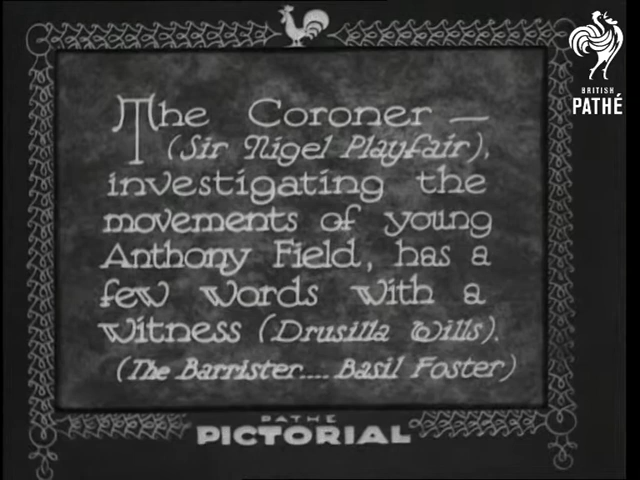 BRITISH
PATHÉ
The Coroner —
(Sir Nigel Playfair),
investigating the
movements of young
Anthony Field, has a
few words with a
witness (Drusilla Wills).
(The Barrister.... Basil Foster)
PATHE
PICTORIAL